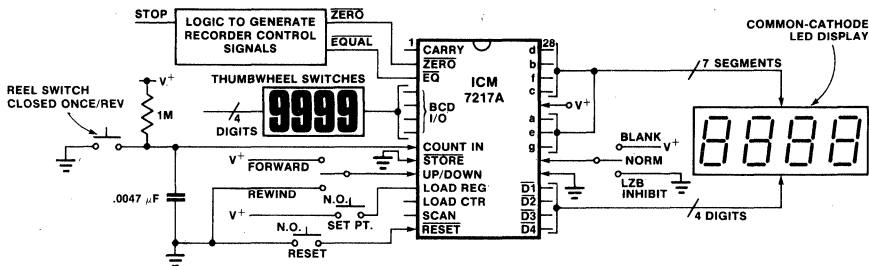 STOP
LOGIC TO GENERATE
RECORDER CONTROL
SIGNALS
ZERO
EQUAL
COMMON-CATHODE
LED DISPLAY
REEL SWITCH
CLOSED ONCE/REV
V+
1M
.0047 µF
THUMBWHEEL SWITCHES
4
DIGITS
9999
1
28
CARRY
ZERO
EQ
BCD
I/O
COUNT IN
STORE
UP/DOWN
LOAD REG
LOAD CTR
SCAN
RESET
ICM
7217A
d
b
f
c
V+
a
e
g
D1
D2
D3
D4
V+
FORWARD
REWIND
V+
N.O.
SET PT.
N.O.
RESET
7 SEGMENTS
BLANK
V+
NORM
LZB
INHIBIT
4 DIGITS
8888